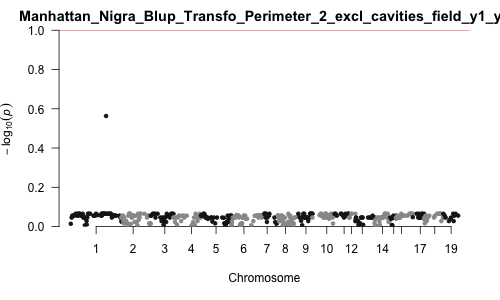 Manhattan_Nigra_Blup_Transfo_Perimeter_2_excl_cavities_field_y1_y
1.0
0.8
0.6
0.4
0.2
0.0
− log10(p)
1 2 3 4 5 6 7 8 9 10 11 12 14 17 19
Chromosome